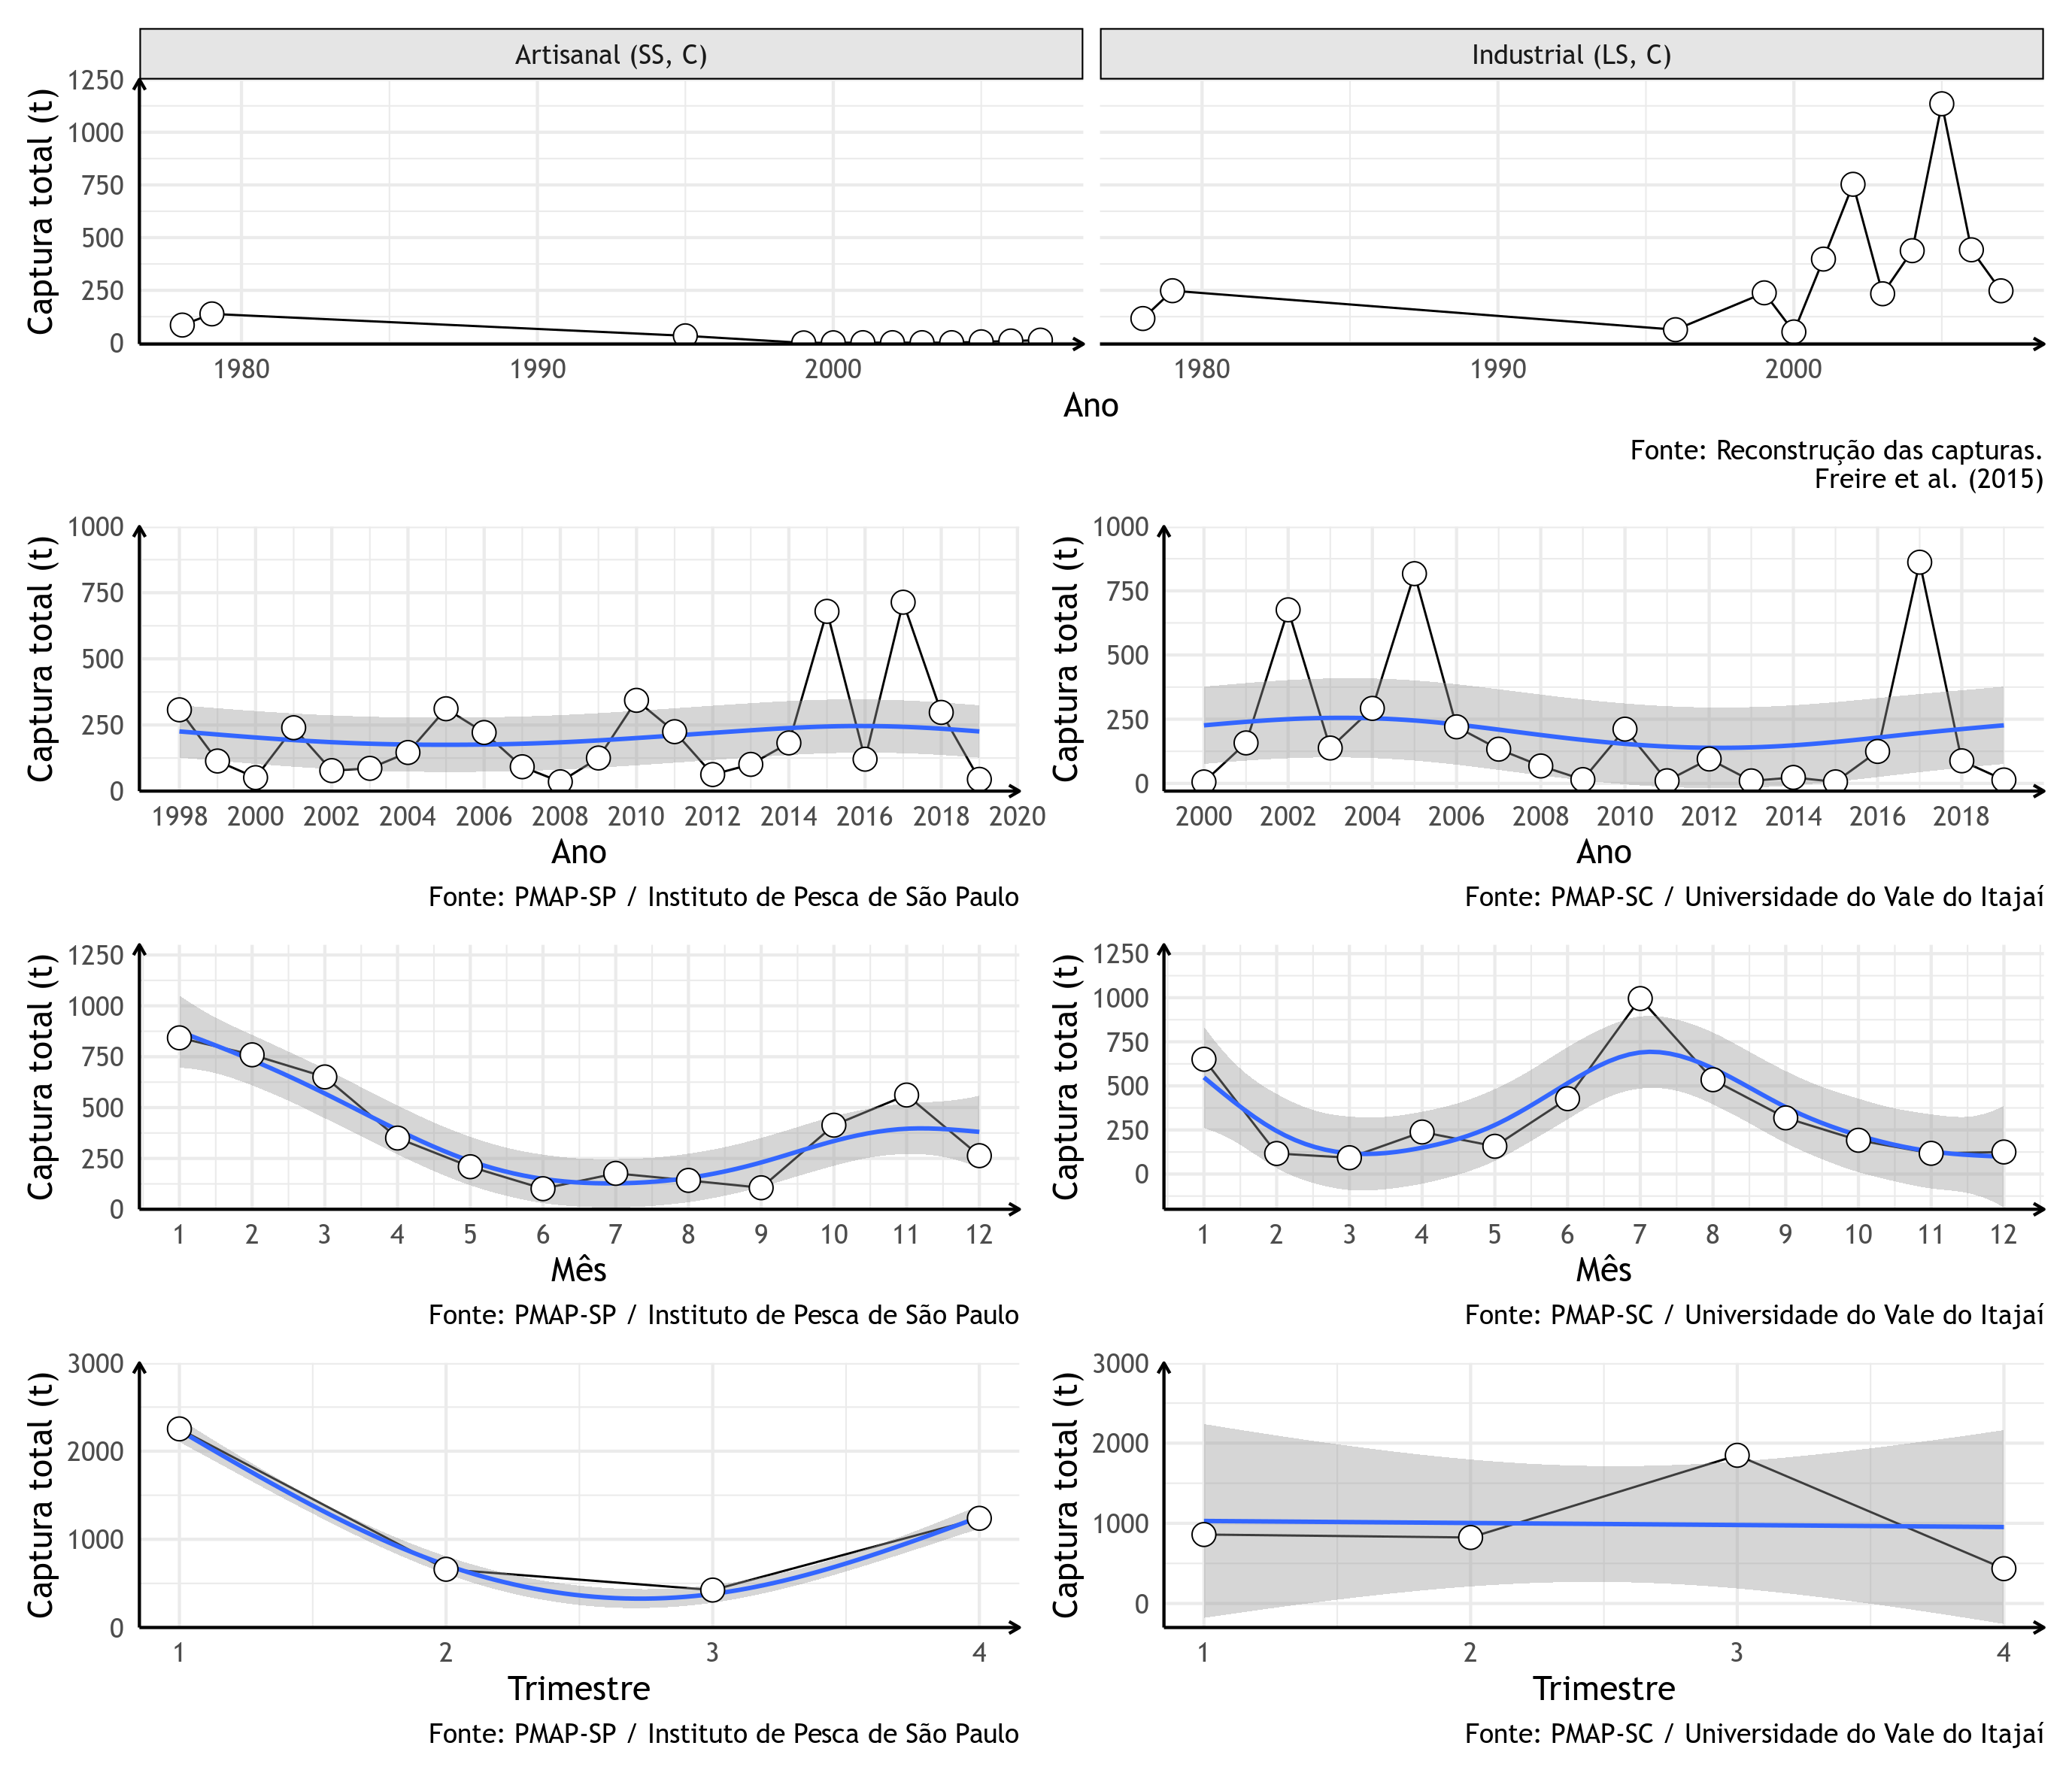 Artisanal (SS, C)
Industrial (LS, C)
Captura total (t)
1250
1000
750
500
250
0
1980 1990 2000
1980 1990 2000
Ano
Fonte: Reconstrução das capturas.
Freire et al. (2015)
Captura total (t)
1000
750
500
250
0
1998 2000 2002 2004 2006 2008 2010 2012 2014 2016 2018 2020
Ano
Fonte: PMAP-SP / Instituto de Pesca de São Paulo
Captura total (t)
1000
750
500
250
0
2000 2002 2004 2006 2008 2010 2012 2014 2016 2018
Ano
Fonte: PMAP-SC / Universidade do Vale do Itajaí
Captura total (t)
1250
1000
750
500
250
0
1 2 3 4 5 6 7 8 9 10 11 12
Mês
Fonte: PMAP-SP / Instituto de Pesca de São Paulo
Captura total (t)
1250
1000
750
500
250
0
1 2 3 4 5 6 7 8 9 10 11 12
Mês
Fonte: PMAP-SC / Universidade do Vale do Itajaí
Captura total (t)
3000
2000
1000
0
1 2 3 4
Trimestre
Fonte: PMAP-SP / Instituto de Pesca de São Paulo
Captura total (t)
3000
2000
1000
0
1 2 3 4
Trimestre
Fonte: PMAP-SC / Universidade do Vale do Itajaí